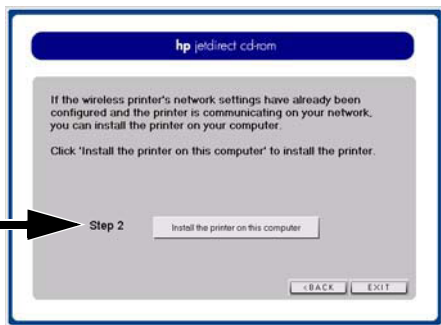 hp jetdirect cd-rom
If the wireless printer's network settings have already been
configured and the printer is communicating on your network,
you can install the printer on your computer.
Click 'Install the printer on this computer' to install the printer.
Step 2 Install the printer on this computer
<BACK EXIT